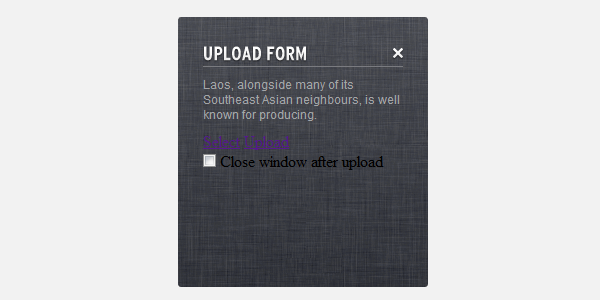 UPLOAD FORM
Laos, alongside many of its
Southeast Asian neighbours, is well
known for producing.
Select Upload
Close window after upload